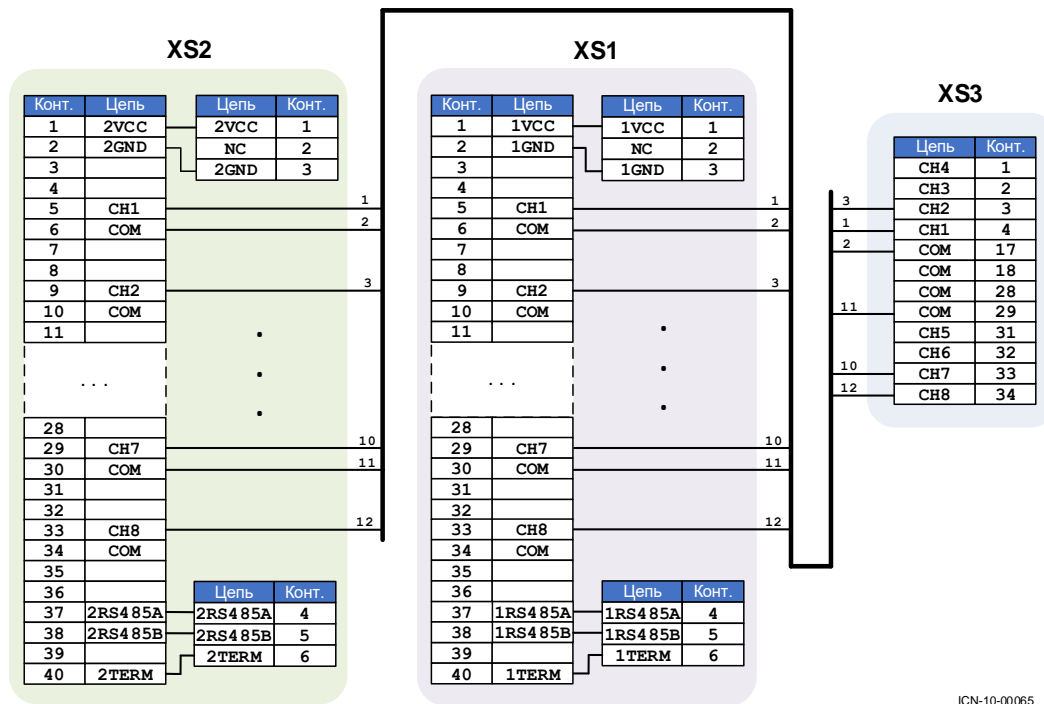 XS2
Конт. Цепь
1 2VCC
2 2GND
3
4
5 CH1
6 COM
7
8
9 CH2
10 COM
11
. . .
28
29 CH7
30 COM
31
32
33 CH8
34 COM
35
36
37 2RS485A
38 2RS485B
39
40 2TERM
Цепь Конт.
2VCC 1
NC 2
2GND 3
Цепь Конт.
2RS485A 4
2RS485B 5
2TERM 6
1
2
3
10
11
12
XS1
Конт. Цепь
1 1VCC
2 1GND
3
4
5 CH1
6 COM
7
8
9 CH2
10 COM
11
. . .
28
29 CH7
30 COM
31
32
33 CH8
34 COM
35
36
37 1RS485A
38 1RS485B
39
40 1TERM
Цепь Конт.
1VCC 1
NC 2
1GND 3
Цепь Конт.
1RS485A 4
1RS485B 5
1TERM 6
1
2
3
10
11
12
XS3
Цепь Конт.
CH4 1
CH3 2
3 CH2 3
1 CH1 4
2 COM 17
COM 18
COM 28
11 COM 29
CH5 31
CH6 32
10 CH7 33
12 CH8 34
ICN-10-00065